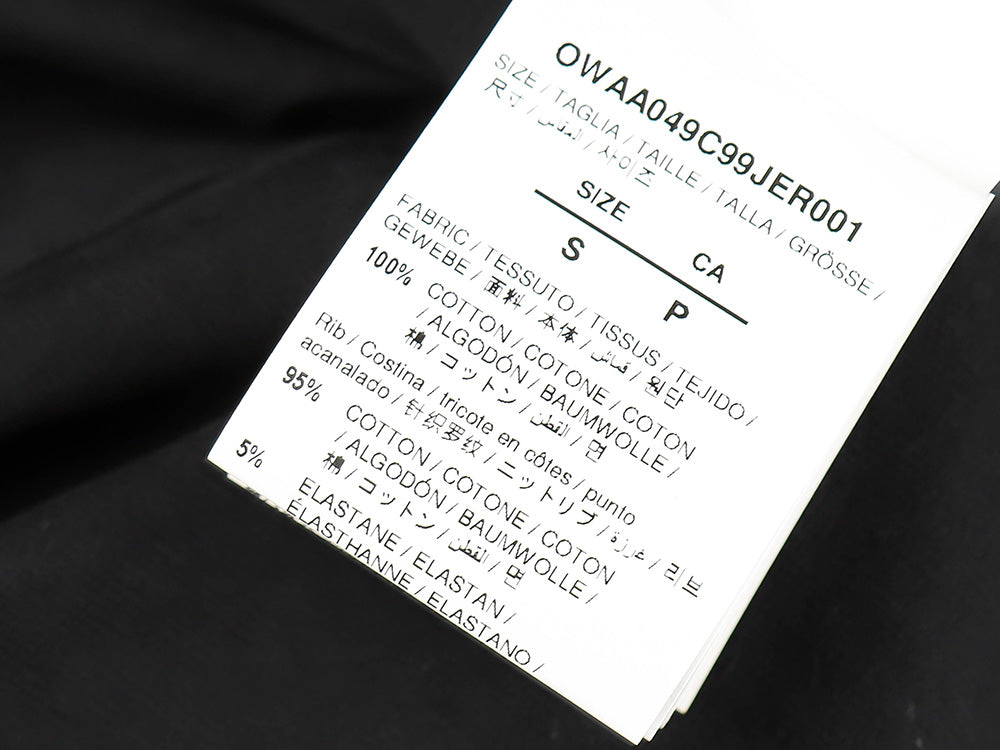 OWAA049C99JER001
SIZE / TAGLIA / TAILLE / TALLA / GRÖSSE /
尺寸 / المقاس / 사이즈
SIZE CA
S P
FABRIC / TESSUTO / TISSUS / TEJIDO /
GEWEBE / 面料 / 本体 / قماش / 원단
100% COTTON / COTONE / COTON
/ ALGODÓN / BAUMWOLLE /
棉 / コットン / القطن / 면
Rib / Costina / tricote en côtes / punto
acanalado / 针织罗纹 / ニットリブ / غرزة / 리브
95% COTTON / COTONE / COTON
/ ALGODÓN / BAUMWOLLE /
棉 / コットン / القطن / 면
5% ELASTANE / ELASTAN /
ÉLASTHANNE / ELASTANO /